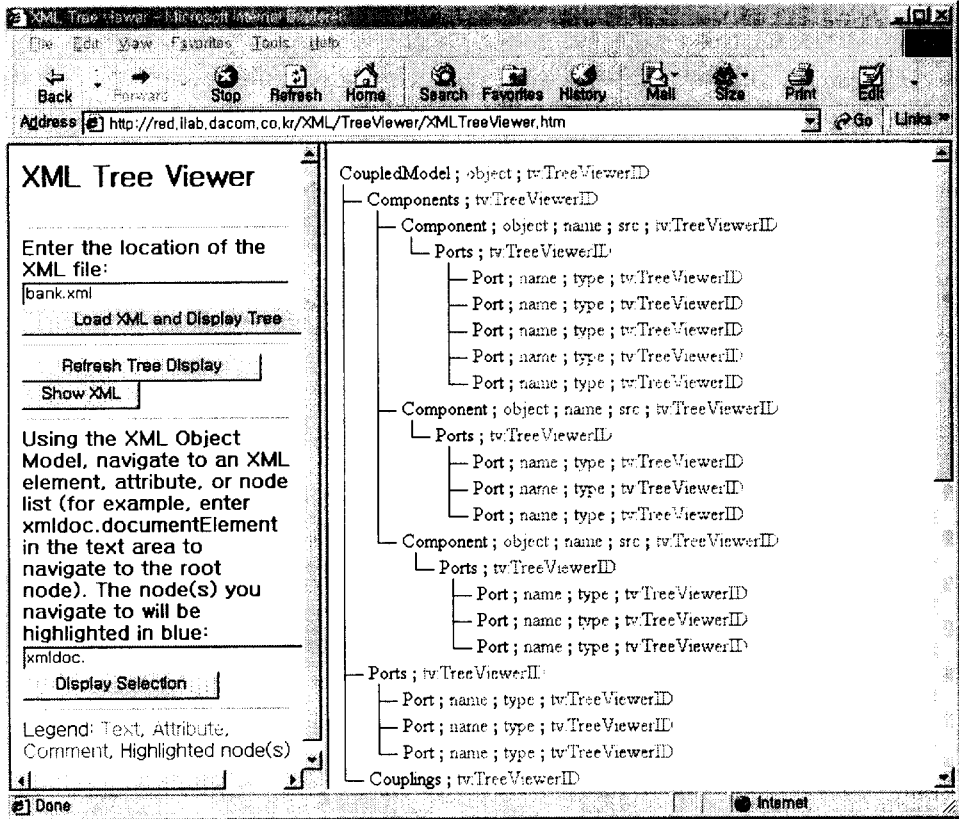 XML Tree Viewer - Microsoft Internet Explorer
File Edit View Favorites Tools Help
Back Forward Stop Refresh Home Search Favorites History Mail Size Print Edit
Address http://red.ilab.dacom.co.kr/XML/TreeViewer/XMLTreeViewer.htm Go Links »
XML Tree Viewer
Enter the location of the
XML file:
bank.xml
Load XML and Display Tree
Refresh Tree Display
Show XML
Using the XML Object
Model, navigate to an XML
element, attribute, or node
list (for example, enter
xmldoc.documentElement
in the text area to
navigate to the root
node). The node(s) you
navigate to will be
highlighted in blue:
xmldoc.
Display Selection
Legend: Text, Attribute,
Comment, Highlighted node(s)
CoupledModel ; object ; tv:TreeViewerID
Components ; tv:TreeViewerID
Component ; object ; name ; src ; tv:TreeViewerID
Ports ; tv:TreeViewerID
Port ; name ; type ; tv:TreeViewerID
Port ; name ; type ; tv:TreeViewerID
Port ; name ; type ; tv:TreeViewerID
Port ; name ; type ; tv:TreeViewerID
Port ; name ; type ; tv:TreeViewerID
Component ; object ; name ; src ; tv:TreeViewerID
Ports ; tv:TreeViewerID
Port ; name ; type ; tv:TreeViewerID
Port ; name ; type ; tv:TreeViewerID
Port ; name ; type ; tv:TreeViewerID
Component ; object ; name ; src ; tv:TreeViewerID
Ports ; tv:TreeViewerID
Port ; name ; type ; tv:TreeViewerID
Port ; name ; type ; tv:TreeViewerID
Port ; name ; type ; tv:TreeViewerID
Ports ; tv:TreeViewerID
Port ; name ; type ; tv:TreeViewerID
Port ; name ; type ; tv:TreeViewerID
Port ; name ; type ; tv:TreeViewerID
Couplings ; tv:TreeViewerID
Done Internet